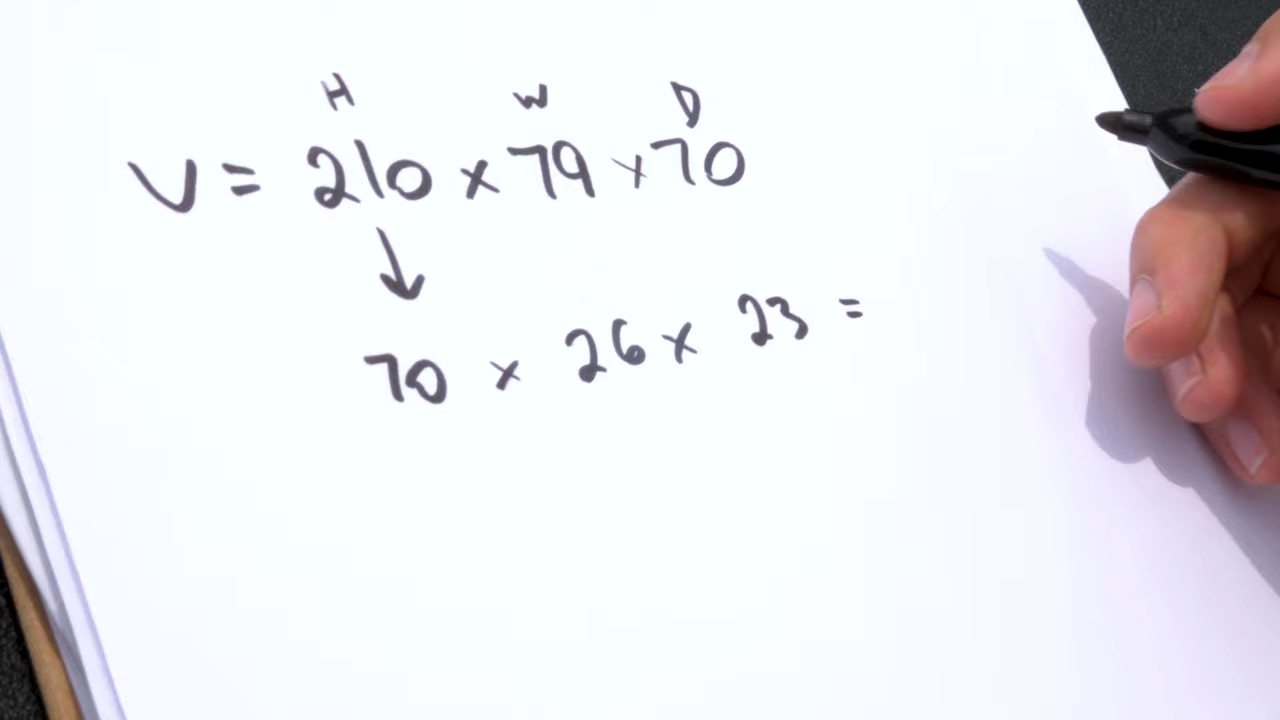 H W D
V = 210 x 79 x 70
↓
70 x 26 x 23 =